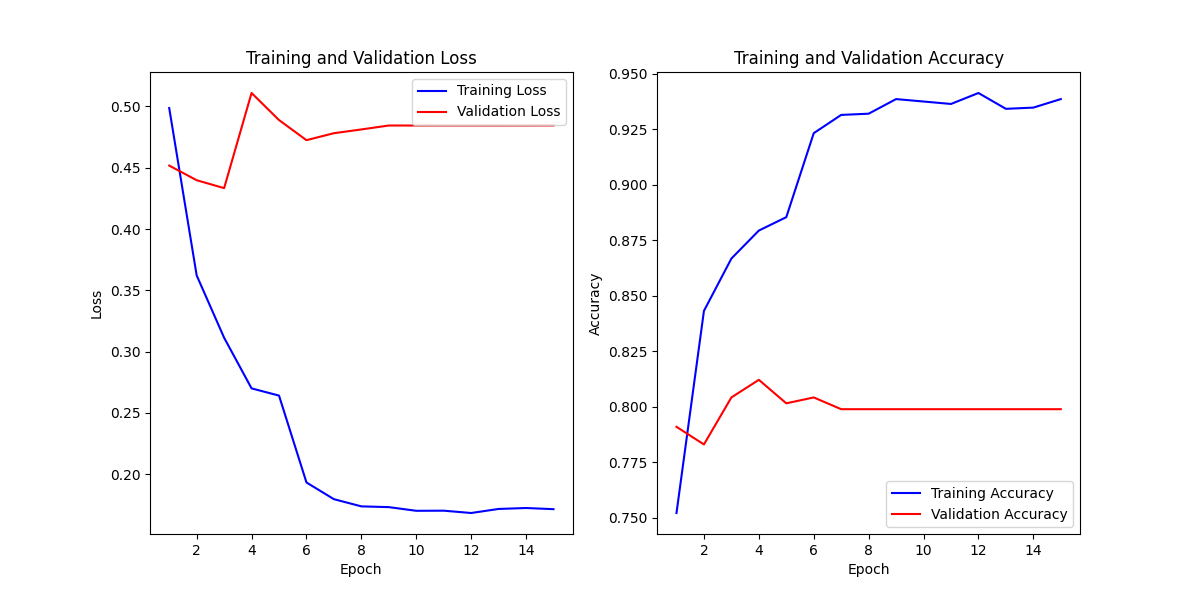 Training and Validation Loss
Training Loss
Validation Loss
0.50
0.45
0.40
0.35
0.30
0.25
0.20
Loss
2 4 6 8 10 12 14
Epoch
Training and Validation Accuracy
0.950
0.925
0.900
0.875
0.850
0.825
0.800
0.775
0.750
Accuracy
Training Accuracy
Validation Accuracy
2 4 6 8 10 12 14
Epoch